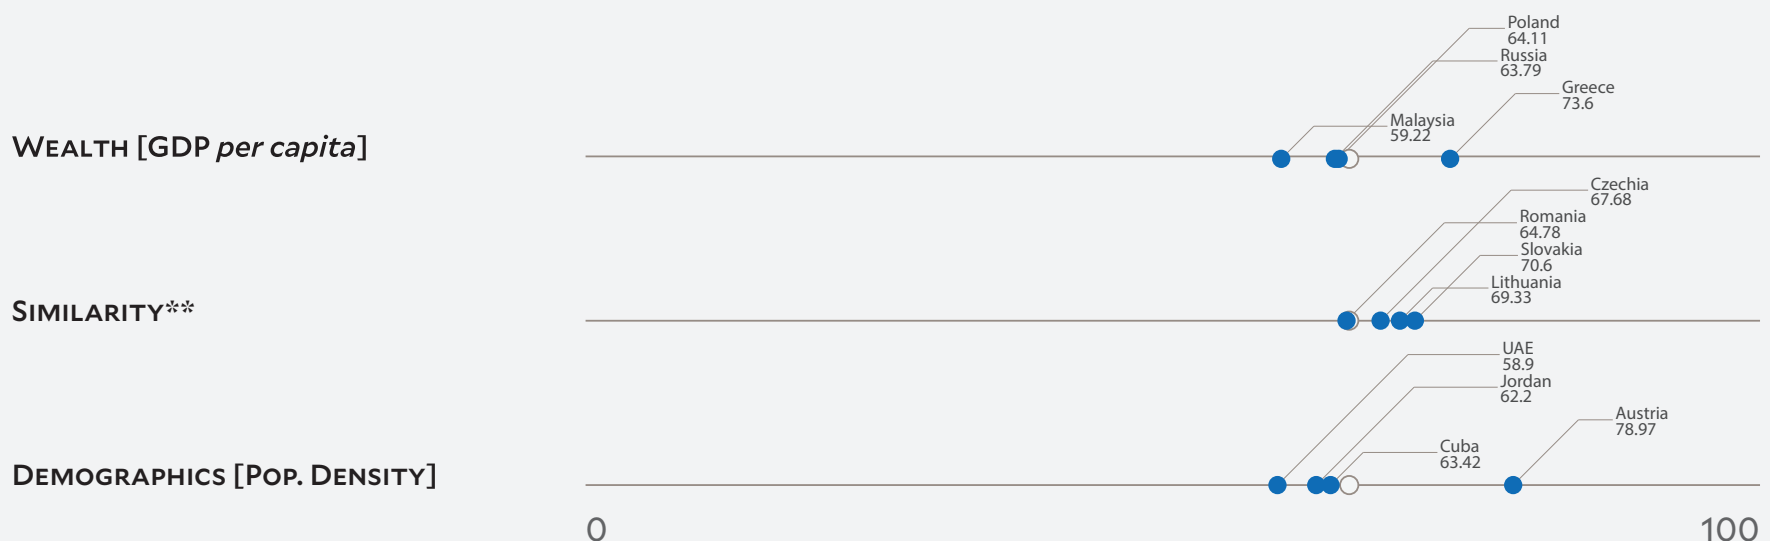 Poland
64.11
Russia
63.79
Greece
73.6
Malaysia
59.22
WEALTH [GDP per capita]
Czechia
67.68
Romania
64.78
Slovakia
70.6
Lithuania
69.33
SIMILARITY**
UAE
58.9
Jordan
62.2
Austria
78.97
Cuba
63.42
DEMOGRAPHICS [POP. DENSITY]
0 100